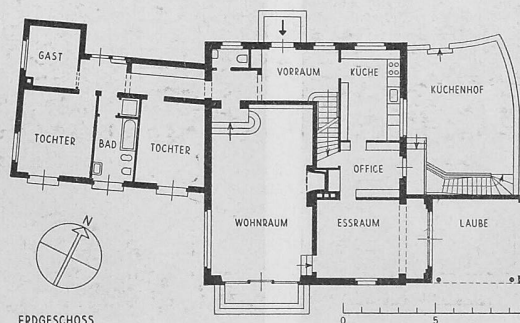 GAST
VORRAUM
KÜCHE
KÜCHENHOF
TOCHTER
BAD
TOCHTER
OFFICE
WOHNRAUM
ESSRAUM
LAUBE
N
ERDGESCHOSS
0
5